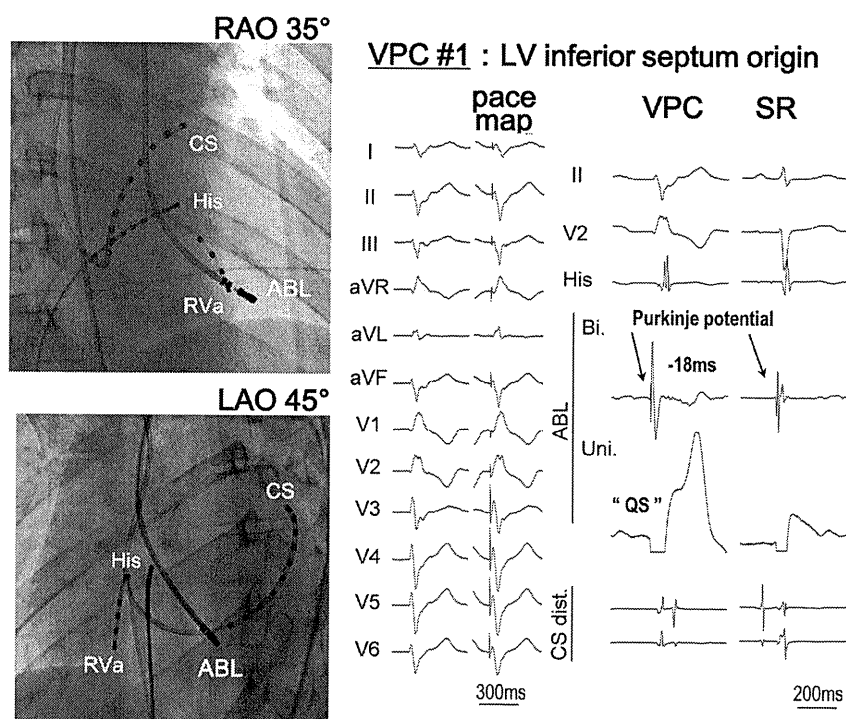 RAO 35°
CS
His
RVa
ABL
LAO 45°
CS
His
RVa
ABL
VPC #1 : LV inferior septum origin
pace
map
I
II
III
aVR
aVL
aVF
V1
V2
V3
V4
V5
V6
300ms
VPC SR
II
V2
His
Bi.
Purkinje potential
-18ms
ABL
Uni.
“ QS ”
CS dist.
200ms